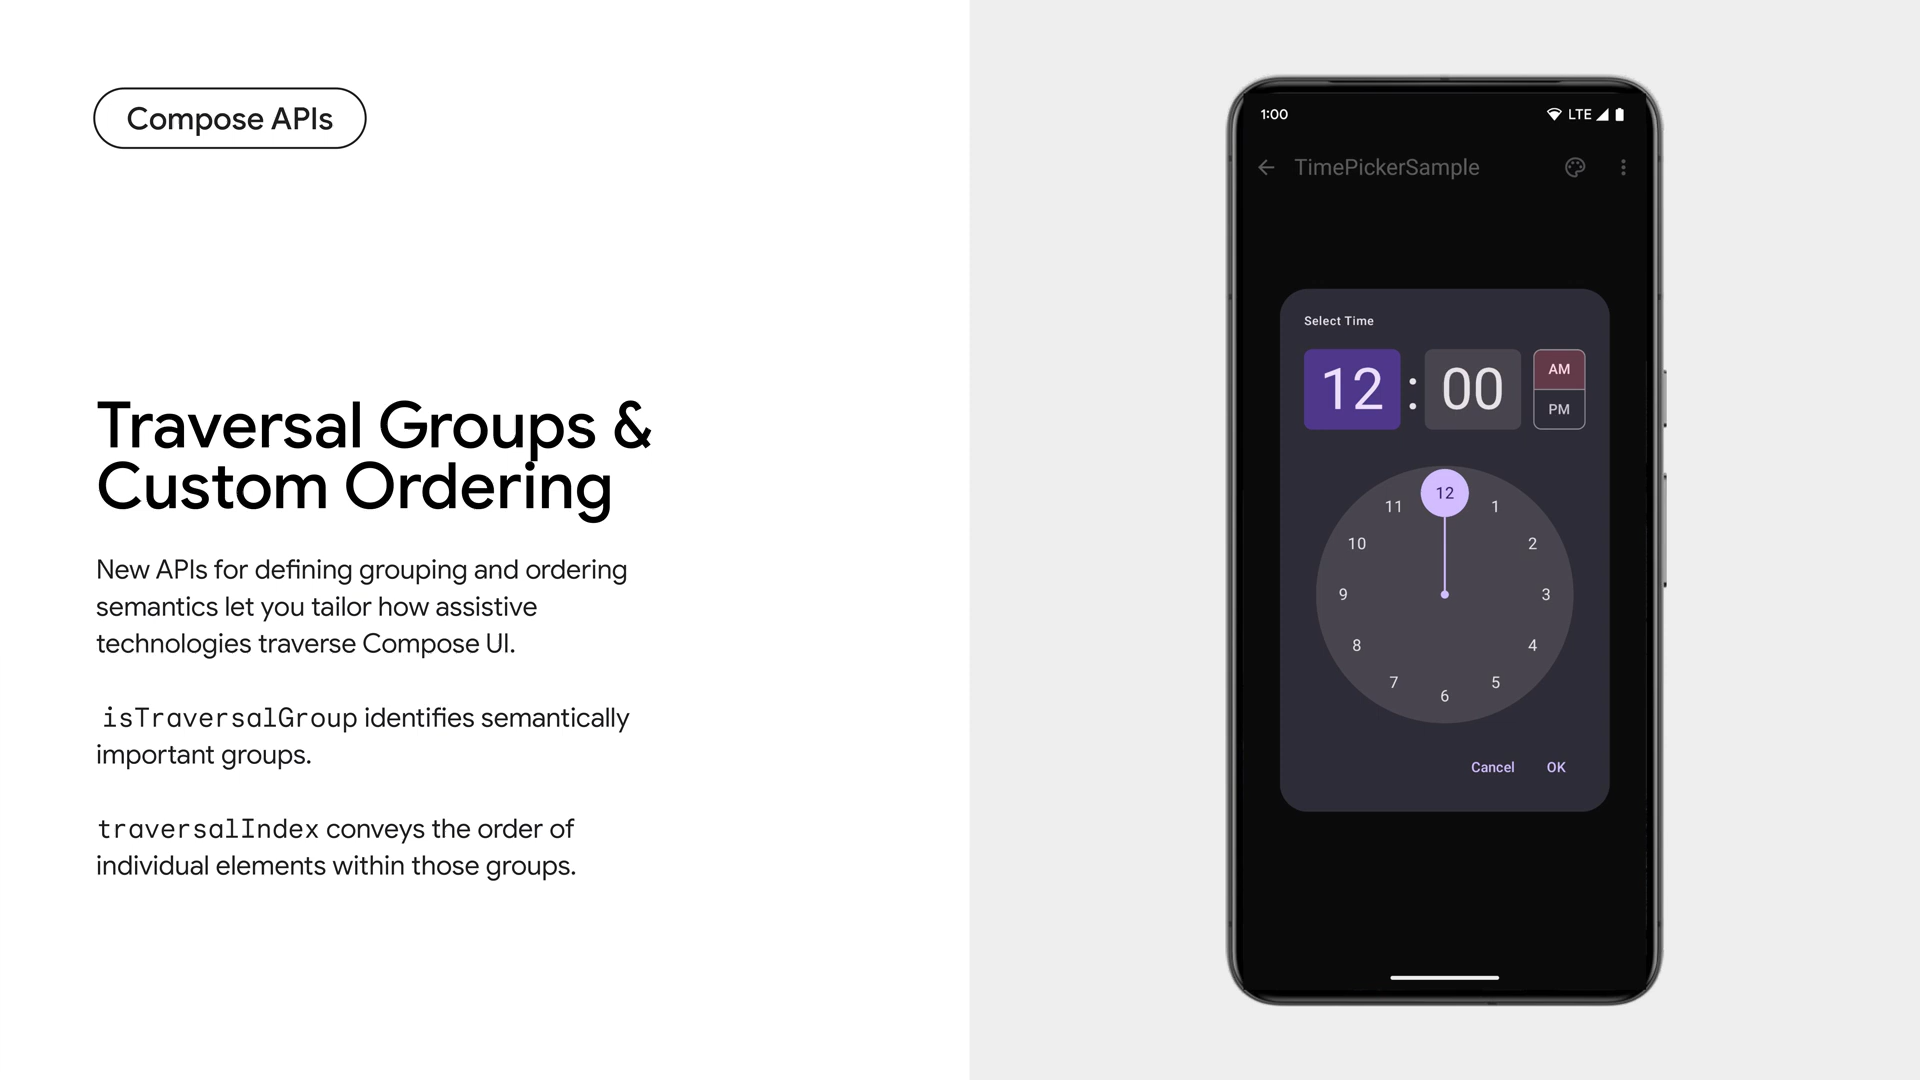 Compose APIs
Traversal Groups &
Custom Ordering
New APIs for defining grouping and ordering
semantics let you tailor how assistive
technologies traverse Compose UI.
isTraversalGroup identifies semantically
important groups.
traversalIndex conveys the order of
individual elements within those groups.
1:00 LTE
TimePickerSample
Select Time
12 : 00
AM
PM
12
1
2
3
4
5
6
7
8
9
10
11
Cancel OK